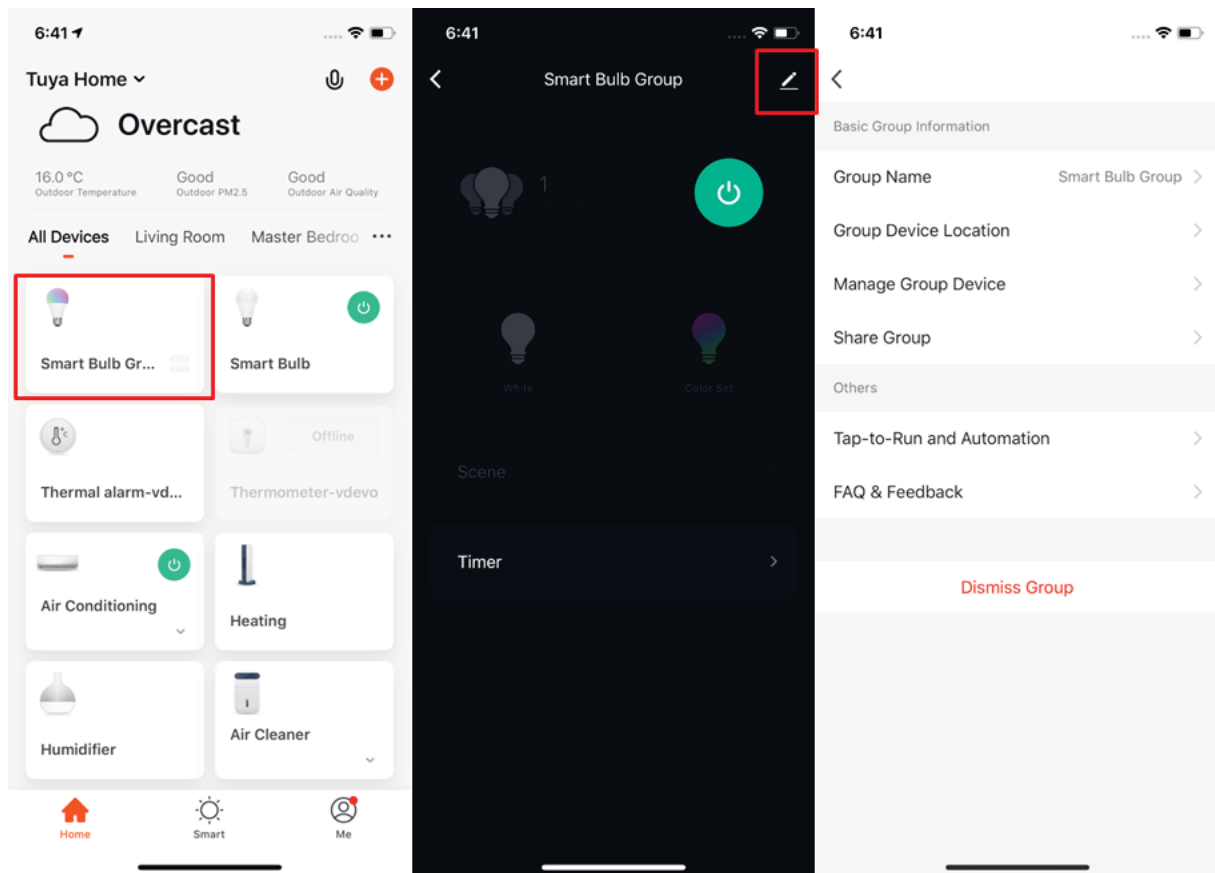 6:41
Tuya Home
Overcast
16.0 °C Good Good
Outdoor Temperature Outdoor PM2.5 Outdoor Air Quality
All Devices Living Room Master Bedroo
Smart Bulb Gr... Smart Bulb
Offline
Thermal alarm-vd... Thermometer-vdevo
Air Conditioning
Heating
Air Cleaner
Humidifier
Home Smart Me
6:41
Smart Bulb Group
1
White Color Set
Scene
Timer
6:41
Basic Group Information
Group Name Smart Bulb Group
Group Device Location
Manage Group Device
Share Group
Others
Tap-to-Run and Automation
FAQ & Feedback
Dismiss Group